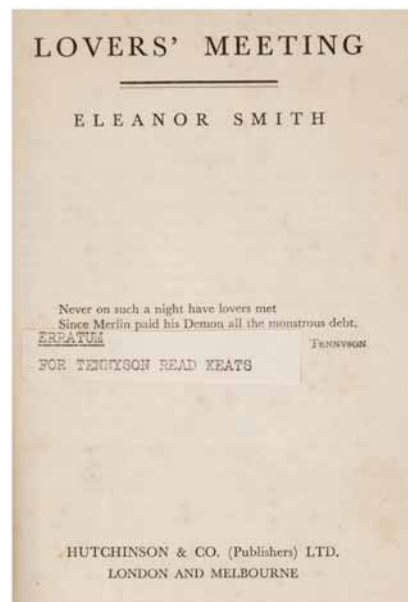 LOVERS' MEETING
ELEANOR SMITH
Never on such a night have lovers met
Since Merlin paid his Demon all the monstrous debt.
TENNYSON
ERRATUM
FOR TENNYSON READ KEATS
HUTCHINSON & CO. (Publishers) LTD.
LONDON AND MELBOURNE